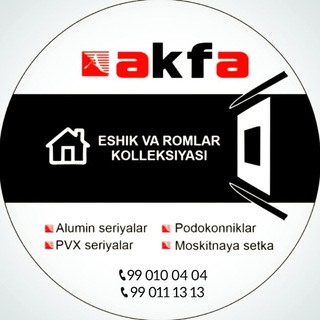 akfa
ESHIK VA ROMLAR
KOLLEKSIYASI
Alumin seriyalar
Podokonniklar
PVX seriyalar
Moskitnaya setka
99 010 04 04
99 011 13 13